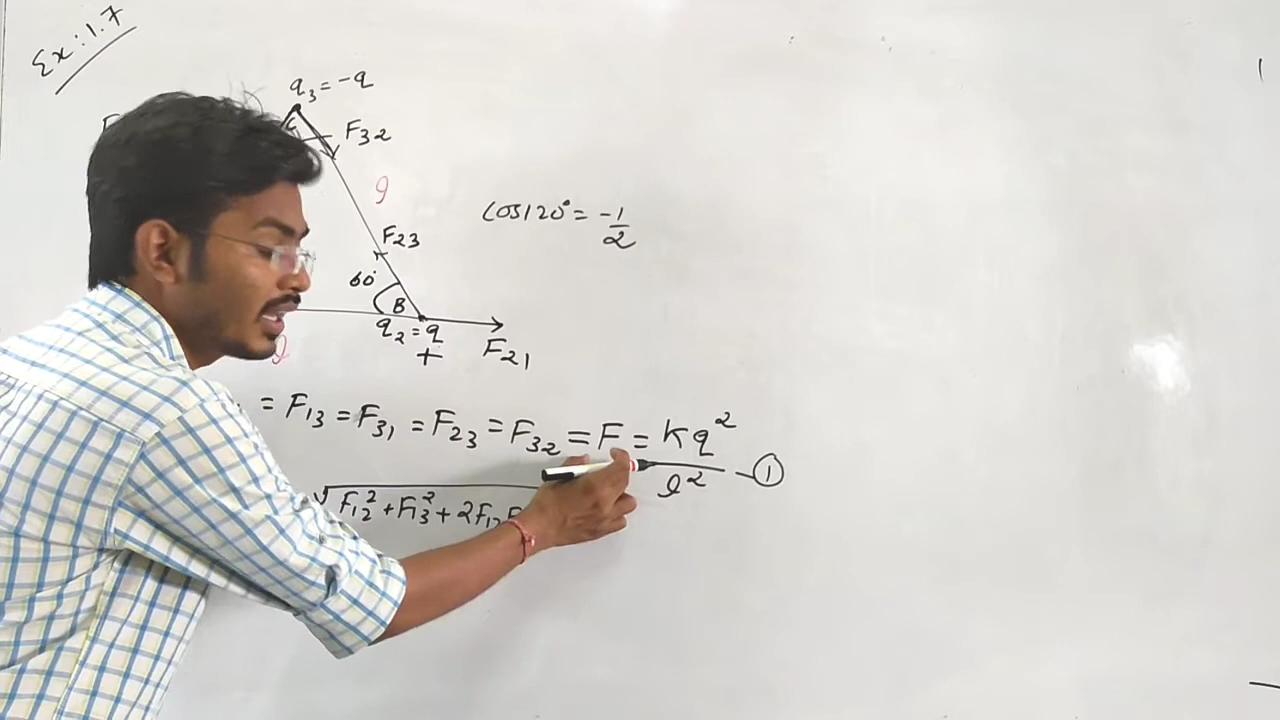 Ex:1.7
q₃ = -q
F
C
F₃₂
l
cos120° = -1/2
F₂₃
60°
B
q₂ = q
+
F₂₁
l
= F₁₃ = F₃₁ = F₂₃ = F₃₂ = F = Kq²/l² - ①
√F₁₂² + F₁₃² + 2F₁₂F